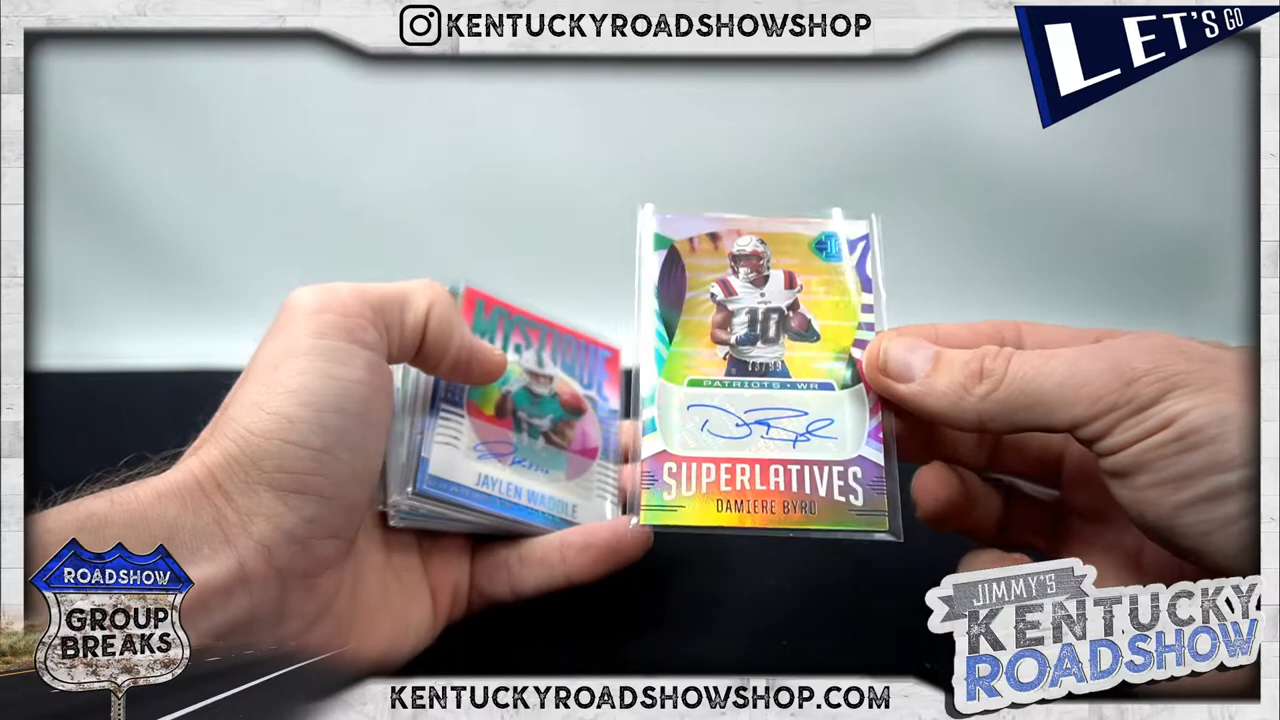 KENTUCKYROADSHOWSHOP
LET'S GO
MYSTIQUE
JAYLEN WADDLE
10
PATRIOTS • WR
SUPERLATIVES
DAMIERE BYRD
ROADSHOW
GROUP
BREAKS
JIMMY'S
KENTUCKY
ROADSHOW
KENTUCKYROADSHOWSHOP.COM